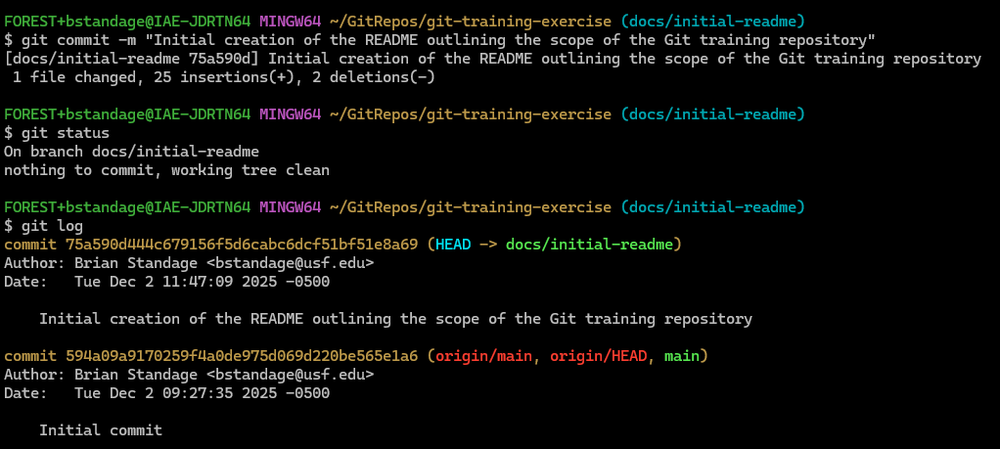 FOREST+bstandage@IAE-JDRTN64 MINGW64 ~/GitRepos/git-training-exercise (docs/initial-readme)
$ git commit -m "Initial creation of the README outlining the scope of the Git training repository"
[docs/initial-readme 75a590d] Initial creation of the README outlining the scope of the Git training repository
 1 file changed, 25 insertions(+), 2 deletions(-)

FOREST+bstandage@IAE-JDRTN64 MINGW64 ~/GitRepos/git-training-exercise (docs/initial-readme)
$ git status
On branch docs/initial-readme
nothing to commit, working tree clean

FOREST+bstandage@IAE-JDRTN64 MINGW64 ~/GitRepos/git-training-exercise (docs/initial-readme)
$ git log
commit 75a590d444c679156f5d6cabc6dcf51bf51e8a69 (HEAD -> docs/initial-readme)
Author: Brian Standage <bstandage@usf.edu>
Date:   Tue Dec 2 11:47:09 2025 -0500

    Initial creation of the README outlining the scope of the Git training repository

commit 594a09a9170259f4a0de975d069d220be565e1a6 (origin/main, origin/HEAD, main)
Author: Brian Standage <bstandage@usf.edu>
Date:   Tue Dec 2 09:27:35 2025 -0500

    Initial commit